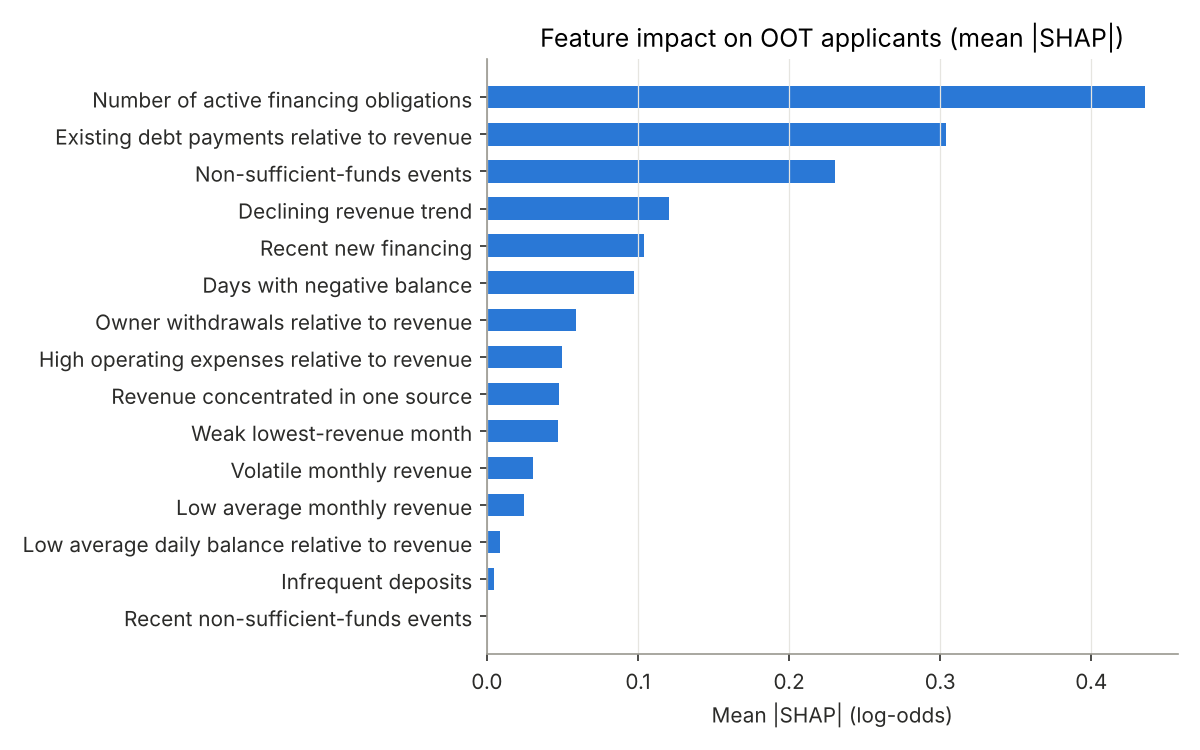 Feature impact on OOT applicants (mean |SHAP|)
Number of active financing obligations
Existing debt payments relative to revenue
Non-sufficient-funds events
Declining revenue trend
Recent new financing
Days with negative balance
Owner withdrawals relative to revenue
High operating expenses relative to revenue
Revenue concentrated in one source
Weak lowest-revenue month
Volatile monthly revenue
Low average monthly revenue
Low average daily balance relative to revenue
Infrequent deposits
Recent non-sufficient-funds events
0.0 0.1 0.2 0.3 0.4
Mean |SHAP| (log-odds)